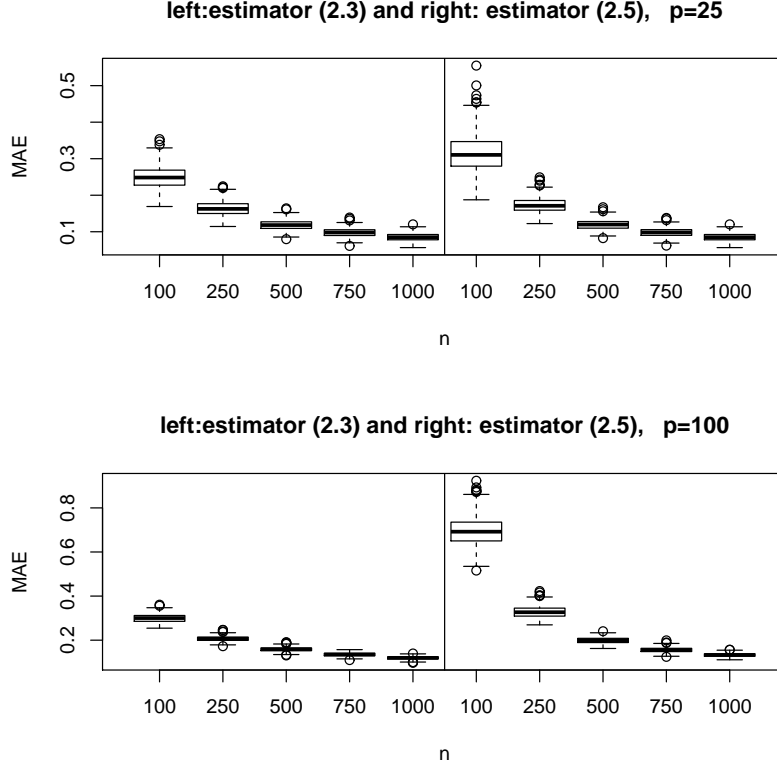 left:estimator (2.3) and right: estimator (2.5), p=25
MAE
0.5
0.3
0.1
100 250 500 750 1000 100 250 500 750 1000
n
left:estimator (2.3) and right: estimator (2.5), p=100
MAE
0.8
0.6
0.4
0.2
100 250 500 750 1000 100 250 500 750 1000
n